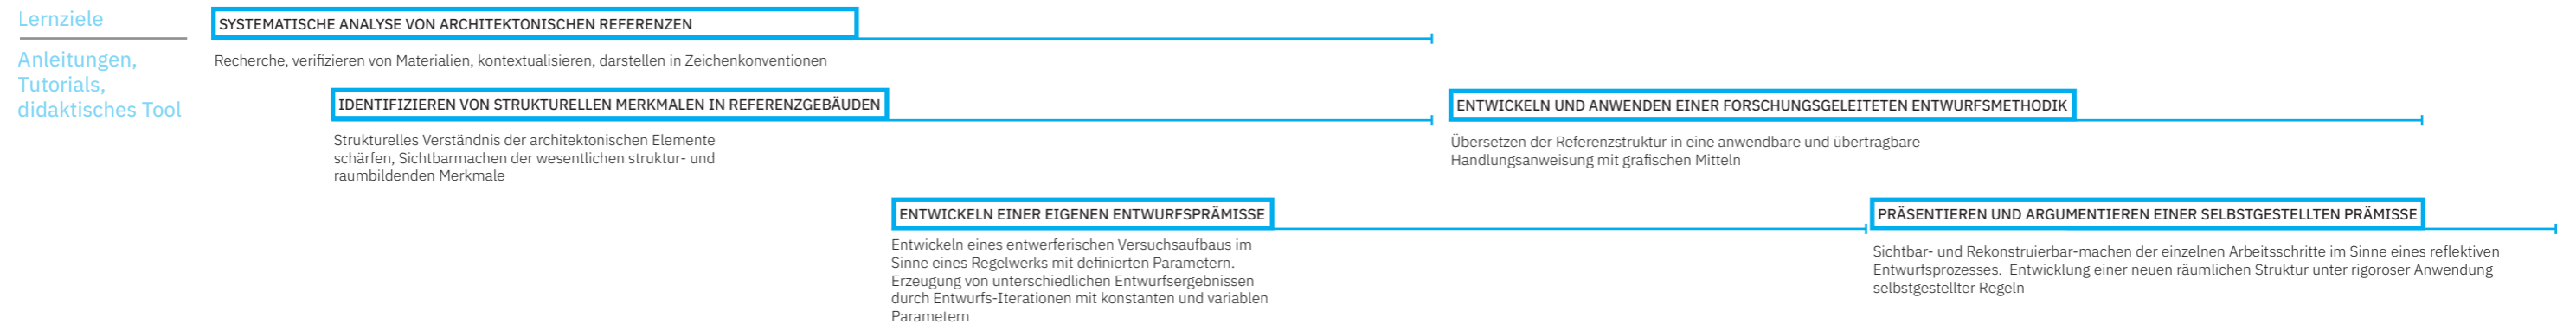 Lernziele
Anleitungen,
Tutorials,
didaktisches Tool
SYSTEMATISCHE ANALYSE VON ARCHITEKTONISCHEN REFERENZEN
Recherche, verifizieren von Materialien, kontextualisieren, darstellen in Zeichenkonventionen
IDENTIFIZIEREN VON STRUKTURELLEN MERKMALEN IN REFERENZGEBÄUDEN
Strukturelles Verständnis der architektonischen Elemente
schärfen, Sichtbarmachen der wesentlichen struktur- und
raumbildenden Merkmale
ENTWICKELN UND ANWENDEN EINER FORSCHUNGSGELEITETEN ENTWURFSMETHODIK
Übersetzen der Referenzstruktur in eine anwendbare und übertragbare
Handlungsanweisung mit grafischen Mitteln
ENTWICKELN EINER EIGENEN ENTWURFSPRÄMISSE
Entwickeln eines entwerferischen Versuchsaufbaus im
Sinne eines Regelwerks mit definierten Parametern.
Erzeugung von unterschiedlichen Entwurfsergebnissen
durch Entwurfs-Iterationen mit konstanten und variablen
Parametern
PRÄSENTIEREN UND ARGUMENTIEREN EINER SELBSTGESTELLTEN PRÄMISSE
Sichtbar- und Rekonstruierbar-machen der einzelnen Arbeitsschritte im Sinne eines reflektiven
Entwurfsprozesses.  Entwicklung einer neuen räumlichen Struktur unter rigoroser Anwendung
selbstgestellter Regeln